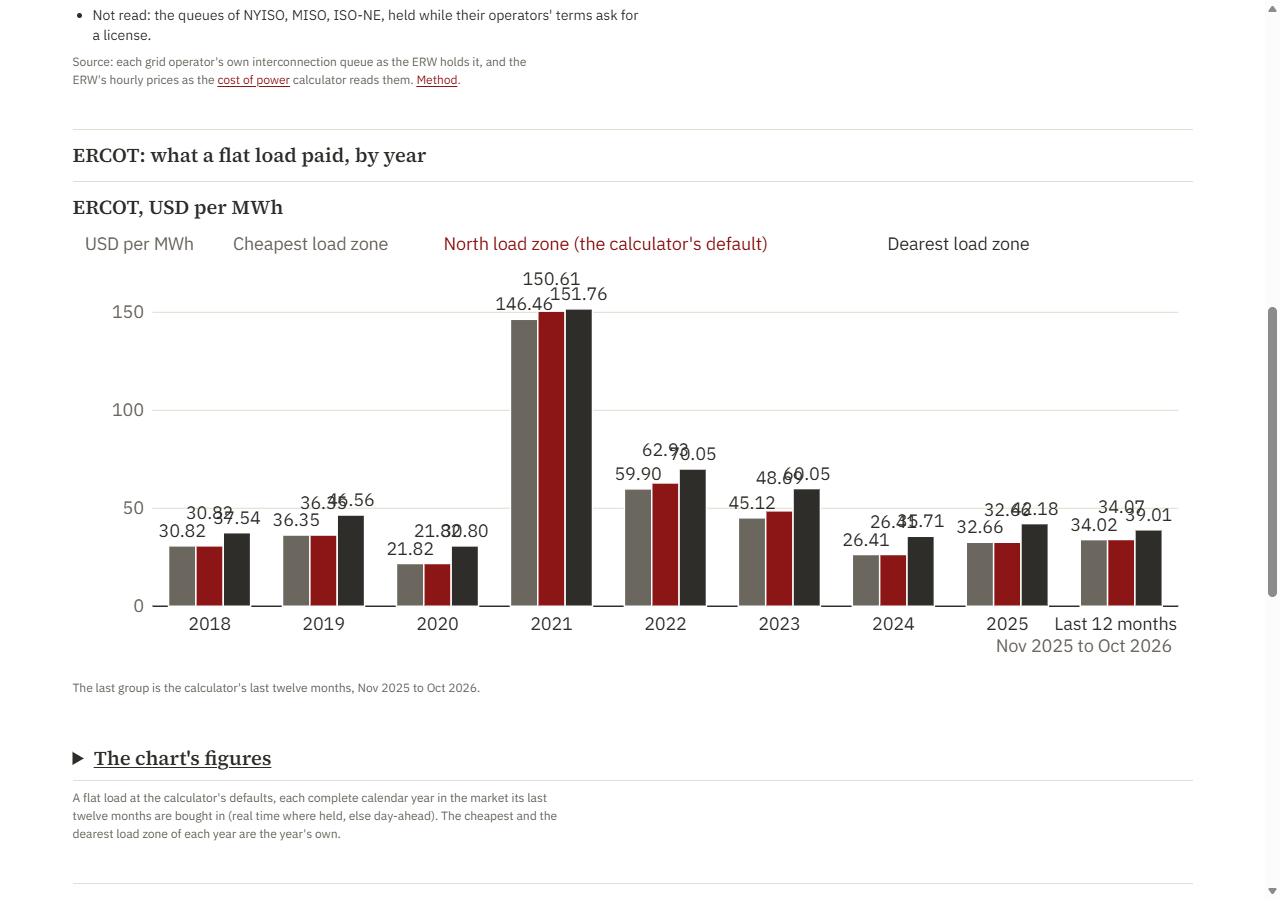 Not read: the queues of NYISO, MISO, ISO-NE, held while their operators' terms ask for
a license.
Source: each grid operator's own interconnection queue as the ERW holds it, and the
ERW's hourly prices as the cost of power calculator reads them. Method.
ERCOT: what a flat load paid, by year
ERCOT, USD per MWh
USD per MWh Cheapest load zone North load zone (the calculator's default) Dearest load zone
150.61
151.76
146.46
150
100
62.93
70.05
59.90
48.69
60.05
45.12
36.35
46.56
36.35
50
30.82
37.54
30.82
21.82
30.80
21.82
26.41
35.71
26.41
32.66
42.18
32.66
34.07
39.01
34.02
0
2018 2019 2020 2021 2022 2023 2024 2025 Last 12 months
Nov 2025 to Oct 2026
The last group is the calculator's last twelve months, Nov 2025 to Oct 2026.
The chart's figures
A flat load at the calculator's defaults, each complete calendar year in the market its last
twelve months are bought in (real time where held, else day-ahead). The cheapest and the
dearest load zone of each year are the year's own.